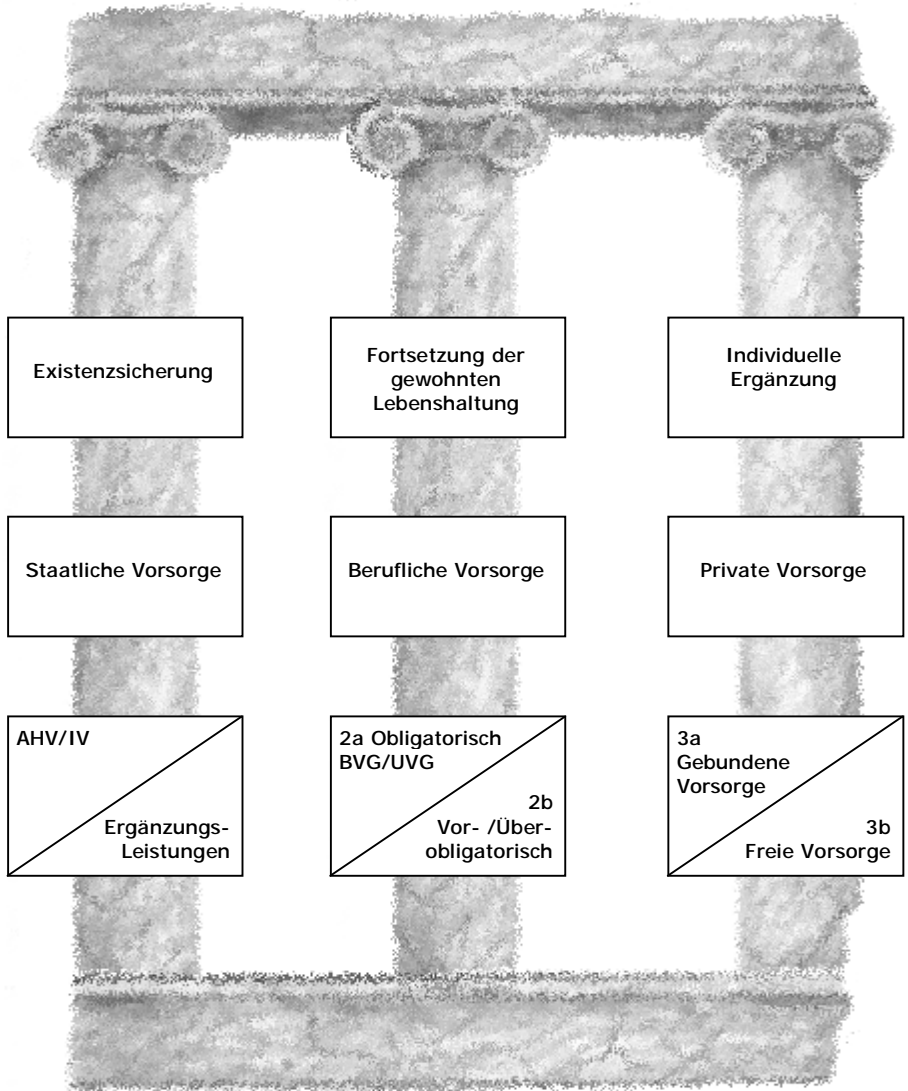 Existenzsicherung
Fortsetzung der
gewohnten
Lebenshaltung
Individuelle
Ergänzung
Staatliche Vorsorge
Berufliche Vorsorge
Private Vorsorge
AHV/IV
Ergänzungs-
Leistungen
2a Obligatorisch
BVG/UVG
2b
Vor- /Über-
obligatorisch
3a
Gebundene
Vorsorge
3b
Freie Vorsorge